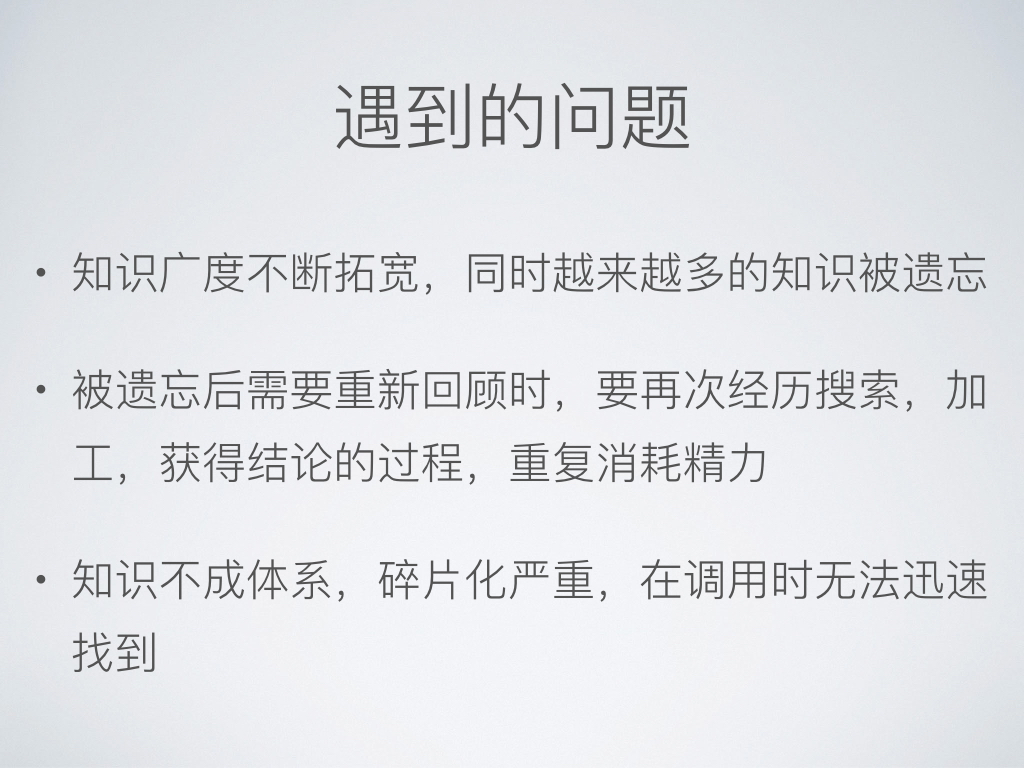 遇到的问题
• 知识广度不断拓宽，同时越来越多的知识被遗忘
• 被遗忘后需要重新回顾时，要再次经历搜索，加
工，获得结论的过程，重复消耗精力
• 知识不成体系，碎片化严重，在调用时无法迅速
找到